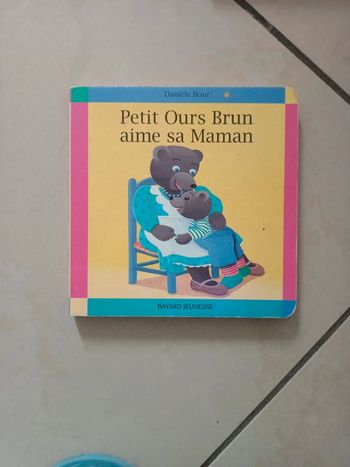 Danièle Bour
Petit Ours Brun
aime sa Maman
BAYARD JEUNESSE